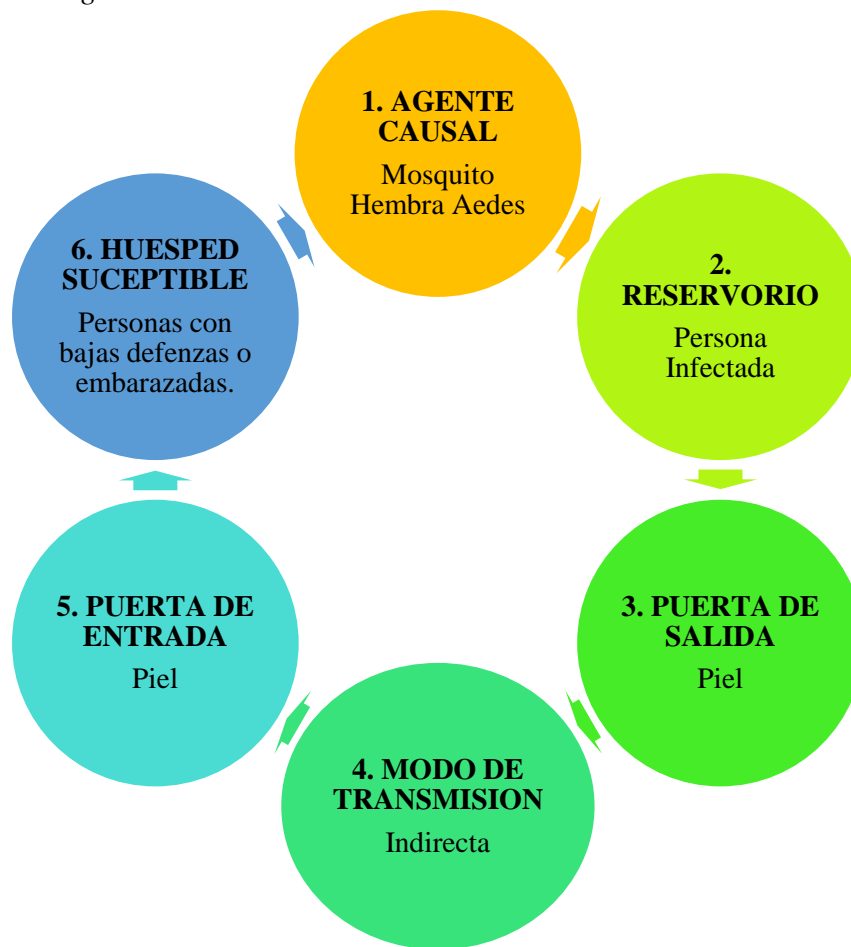 1. AGENTE
CAUSAL
Mosquito
Hembra Aedes
2.
RESERVORIO
Persona
Infectada
3. PUERTA DE
SALIDA
Piel
4. MODO DE
TRANSMISION
Indirecta
5. PUERTA DE
ENTRADA
Piel
6. HUESPED
SUCEPTIBLE
Personas con
bajas defenzas o
embarazadas.